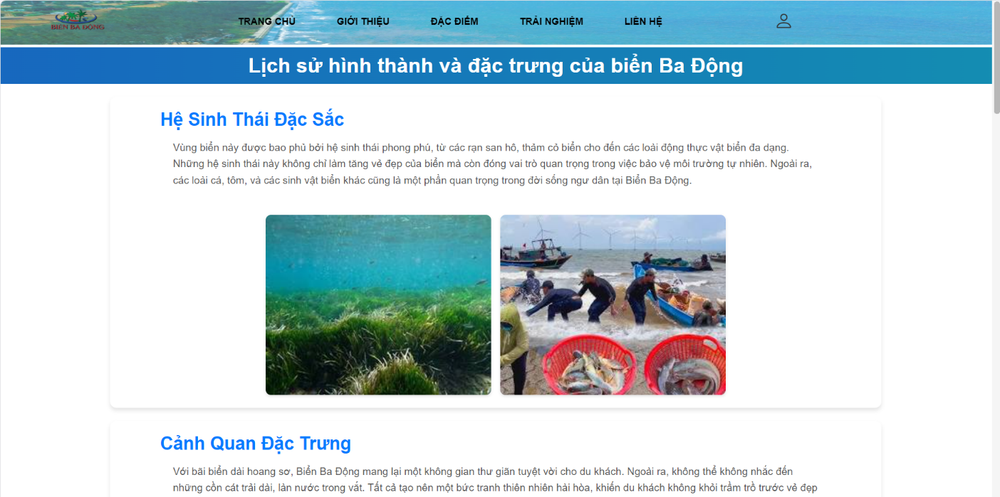 BIỂN BA ĐỘNG
TRANG CHỦ
GIỚI THIỆU
ĐẶC ĐIỂM
TRẢI NGHIỆM
LIÊN HỆ
Lịch sử hình thành và đặc trưng của biển Ba Động
Hệ Sinh Thái Đặc Sắc
Vùng biển này được bao phủ bởi hệ sinh thái phong phú, từ các rạn san hô, thảm cỏ biển cho đến các loài động thực vật biển đa dạng.
Những hệ sinh thái này không chỉ làm tăng vẻ đẹp của biển mà còn đóng vai trò quan trọng trong việc bảo vệ môi trường tự nhiên. Ngoài ra,
các loài cá, tôm, và các sinh vật biển khác cũng là một phần quan trọng trong đời sống ngư dân tại Biển Ba Động.
Cảnh Quan Đặc Trưng
Với bãi biển dài hoang sơ, Biển Ba Động mang lại một không gian thư giãn tuyệt vời cho du khách. Ngoài ra, không thể không nhắc đến
những cồn cát trải dài, làn nước trong vắt. Tất cả tạo nên một bức tranh thiên nhiên hài hòa, khiến du khách không khỏi trầm trồ trước vẻ đẹp